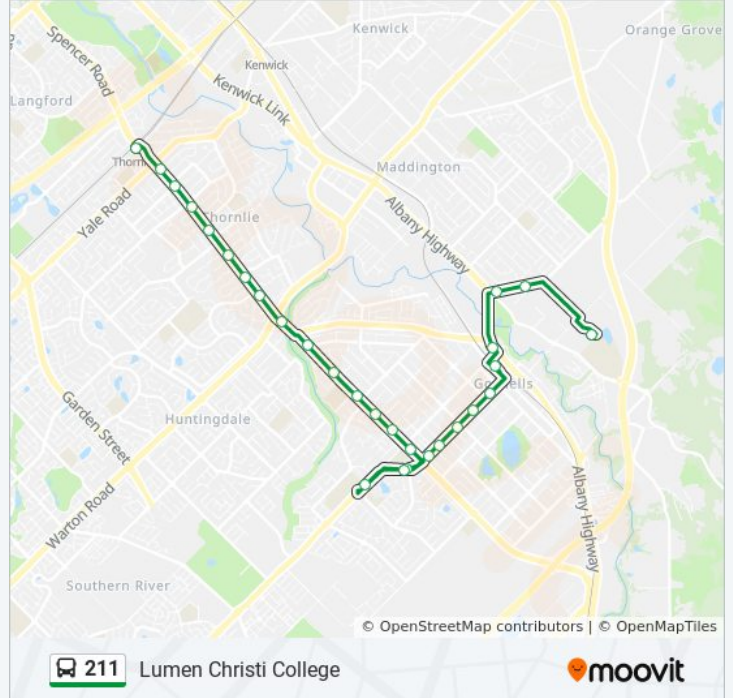 Kenwick
Orange Grove
Spencer Road
Kenwick
Langford
Kenwick Link
Maddington
Yale Road
Thornlie
Albany Highway
Huntingdale
Garden Street
Warton Road
Albany Highway
Southern River
© OpenStreetMap contributors | © OpenMapTiles
211 Lumen Christi College
moovit